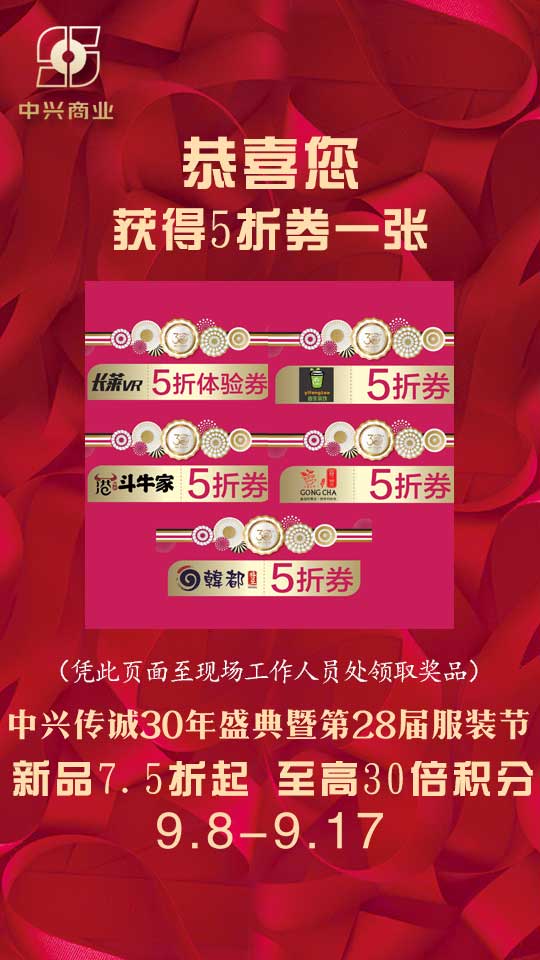 中兴商业
恭喜您
获得5折券一张
长莱VR 5折体验券
yifangtea 5折券
斗牛家 5折券
GONG CHA 5折券
韓都 5折券
（凭此页面至现场工作人员处领取奖品）
中兴传诚30年盛典暨第28届服装节
新品7.5折起 至高30倍积分
9.8-9.17